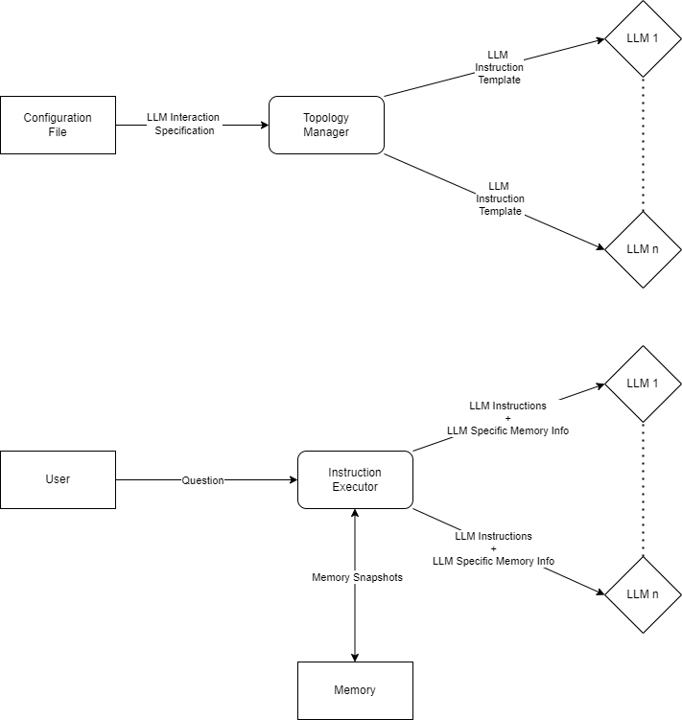 LLM 1
LLM
Instruction
Template
Configuration
File
LLM Interaction
Specification
Topology
Manager
LLM
Instruction
Template
LLM n
LLM 1
LLM Instructions
+
LLM Specific Memory Info
User
Question
Instruction
Executor
LLM Instructions
+
LLM Specific Memory Info
Memory Snapshots
LLM n
Memory